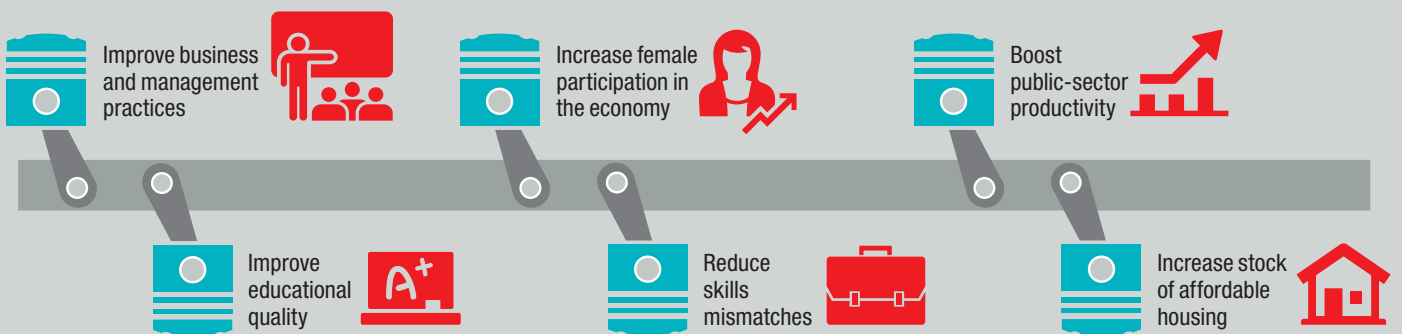 Improve business
and management
practices
Increase female
participation in
the economy
Boost
public-sector
productivity
Improve
educational
quality
A+
Reduce
skills
mismatches
Increase stock
of affordable
housing